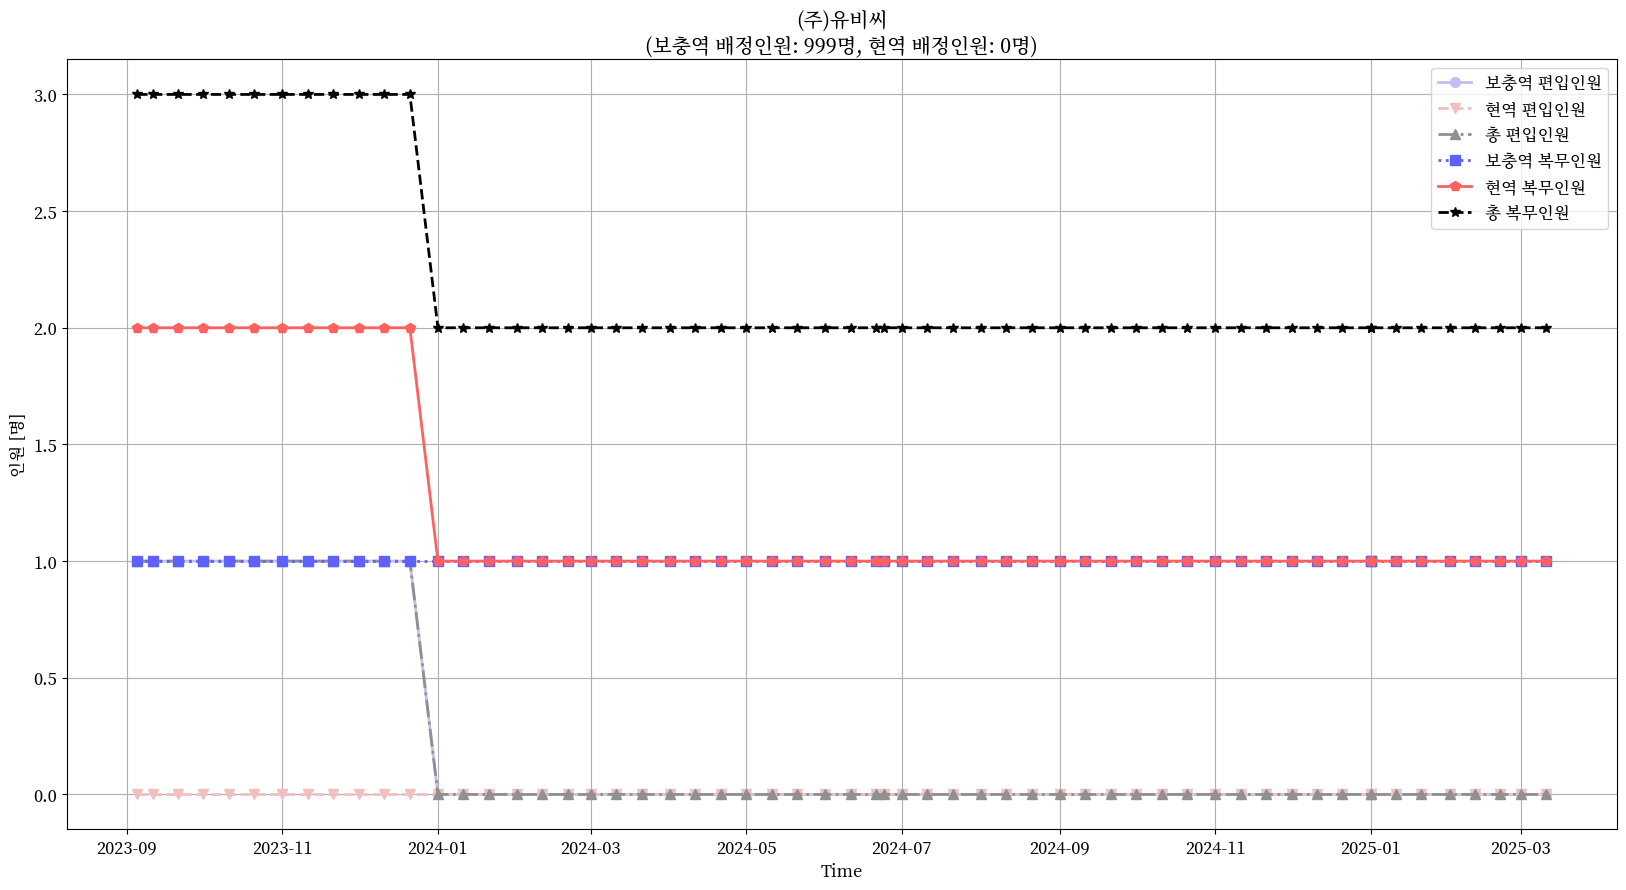 (주)유비씨
(보충역 배정인원: 999명, 현역 배정인원: 0명)
보충역 편입인원
현역 편입인원
총 편입인원
보충역 복무인원
현역 복무인원
총 복무인원
인원 [명]
3.0
2.5
2.0
1.5
1.0
0.5
0.0
2023-09
2023-11
2024-01
2024-03
2024-05
2024-07
2024-09
2024-11
2025-01
2025-03
Time